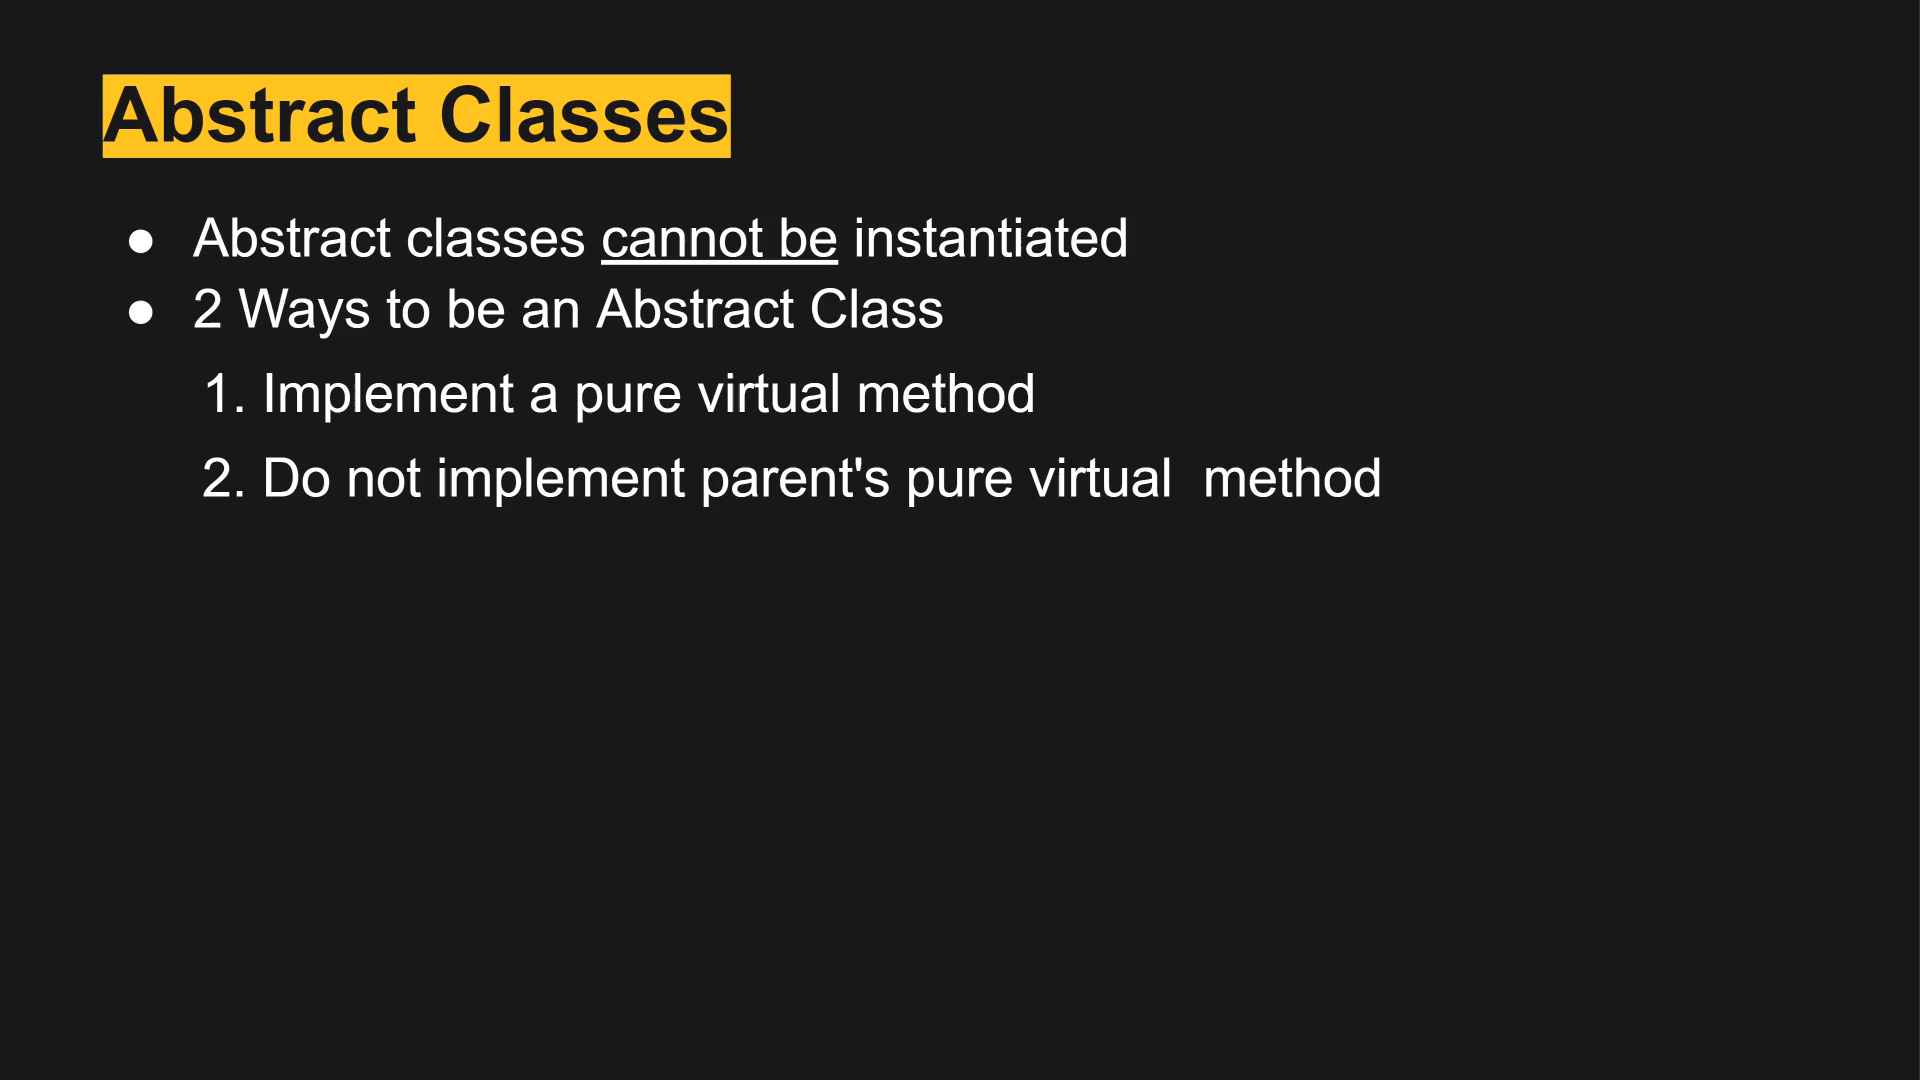 Abstract Classes
● Abstract classes cannot be instantiated
● 2 Ways to be an Abstract Class
1. Implement a pure virtual method
2. Do not implement parent's pure virtual  method